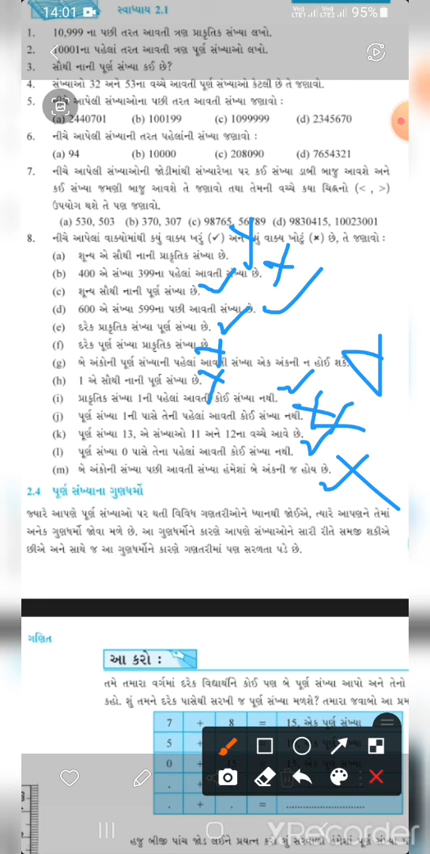 14:01
95%
સ્વાધ્યાય 2.1
1. 10,999 ના પછી તરત આવતી ત્રણ પ્રાકૃતિક સંખ્યા લખો.
2. 10001ના પહેલાં તરત આવતી ત્રણ પૂર્ણ સંખ્યાઓ લખો.
3. સૌથી નાની પૂર્ણ સંખ્યા કઈ છે?
4. સંખ્યાઓ 32 અને 53ના વચ્ચે આવતી પૂર્ણ સંખ્યાઓ કેટલી છે તે જણાવો.
5. આપેલી સંખ્યાઓના પછી તરત આવતી સંખ્યા જણાવો :
(a) 2440701 (b) 100199 (c) 1099999 (d) 2345670
6. નીચે આપેલી સંખ્યાની તરત પહેલાંની સંખ્યા જણાવો :
(a) 94 (b) 10000 (c) 208090 (d) 7654321
7. નીચે આપેલી સંખ્યાઓની જોડીમાંથી સંખ્યારેખા પર કઈ સંખ્યા ડાબી બાજુ આવશે અને
કઈ સંખ્યા જમણી બાજુ આવશે તે જણાવો તથા તેમની વચ્ચે કયા ચિહ્નનો (< , >)
ઉપયોગ થશે તે પણ જણાવો.
(a) 530, 503 (b) 370, 307 (c) 98765, 56789 (d) 9830415, 10023001
8. નીચે આપેલાં વાક્યોમાંથી કયું વાક્ય ખરું (✓) અને કયું વાક્ય ખોટું (×) છે, તે જણાવો :
(a) શૂન્ય એ સૌથી નાની પ્રાકૃતિક સંખ્યા છે.
(b) 400 એ સંખ્યા 399ના પહેલાં આવતી સંખ્યા છે.
(c) શૂન્ય સૌથી નાની પૂર્ણ સંખ્યા છે.
(d) 600 એ સંખ્યા 599ના પછી આવતી સંખ્યા છે.
(e) દરેક પ્રાકૃતિક સંખ્યા પૂર્ણ સંખ્યા છે.
(f) દરેક પૂર્ણ સંખ્યા પ્રાકૃતિક સંખ્યા છે.
(g) બે અંકોની પૂર્ણ સંખ્યાની પહેલાં આવતી સંખ્યા એક અંકની ન હોઈ શકે.
(h) 1 એ સૌથી નાની પૂર્ણ સંખ્યા છે.
(i) પ્રાકૃતિક સંખ્યા 1ની પહેલાં આવતી કોઈ સંખ્યા નથી.
(j) પૂર્ણ સંખ્યા 1ની પાસે તેની પહેલાં આવતી કોઈ સંખ્યા નથી.
(k) પૂર્ણ સંખ્યા 13, એ સંખ્યાઓ 11 અને 12ના વચ્ચે આવે છે.
(l) પૂર્ણ સંખ્યા 0 પાસે તેના પહેલાં આવતી કોઈ સંખ્યા નથી.
(m) બે અંકોની સંખ્યા પછી આવતી સંખ્યા હંમેશાં બે અંકની જ હોય છે.
2.4 પૂર્ણ સંખ્યાના ગુણધર્મો
જ્યારે આપણે પૂર્ણ સંખ્યાઓ પર થતી વિવિધ ગણતરીઓને ધ્યાનથી જોઈએ, ત્યારે આપણને તેમાં
અનેક ગુણધર્મો જોવા મળે છે. આ ગુણધર્મોને કારણે આપણે સંખ્યાઓને સારી રીતે સમજી શકીએ
છીએ અને સાથે જ આ ગુણધર્મોને કારણે ગણતરીમાં પણ સરળતા પડે છે.
ગણિત
આ કરો :
તમે તમારા વર્ગમાં દરેક વિદ્યાર્થીને કોઈ પણ બે પૂર્ણ સંખ્યા આપો અને તેનો
કહો. શું તમને દરેક પાસેથી સરખી જ પૂર્ણ સંખ્યા મળશે? તમારા જવાબો આ પ્રમ
7 + 8 = 15, એક પૂર્ણ સંખ્યા
5 +
0 +
. +
. + . = ....................
હજુ બીજી પાંચ જોડ લઈને પ્રયત્ન કરો
XRecorder